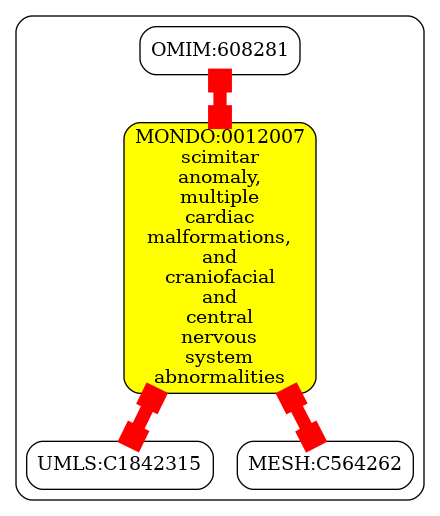 OMIM:608281
MONDO:0012007
scimitar
anomaly,
multiple
cardiac
malformations,
and
craniofacial
and
central
nervous
system
abnormalities
UMLS:C1842315
MESH:C564262